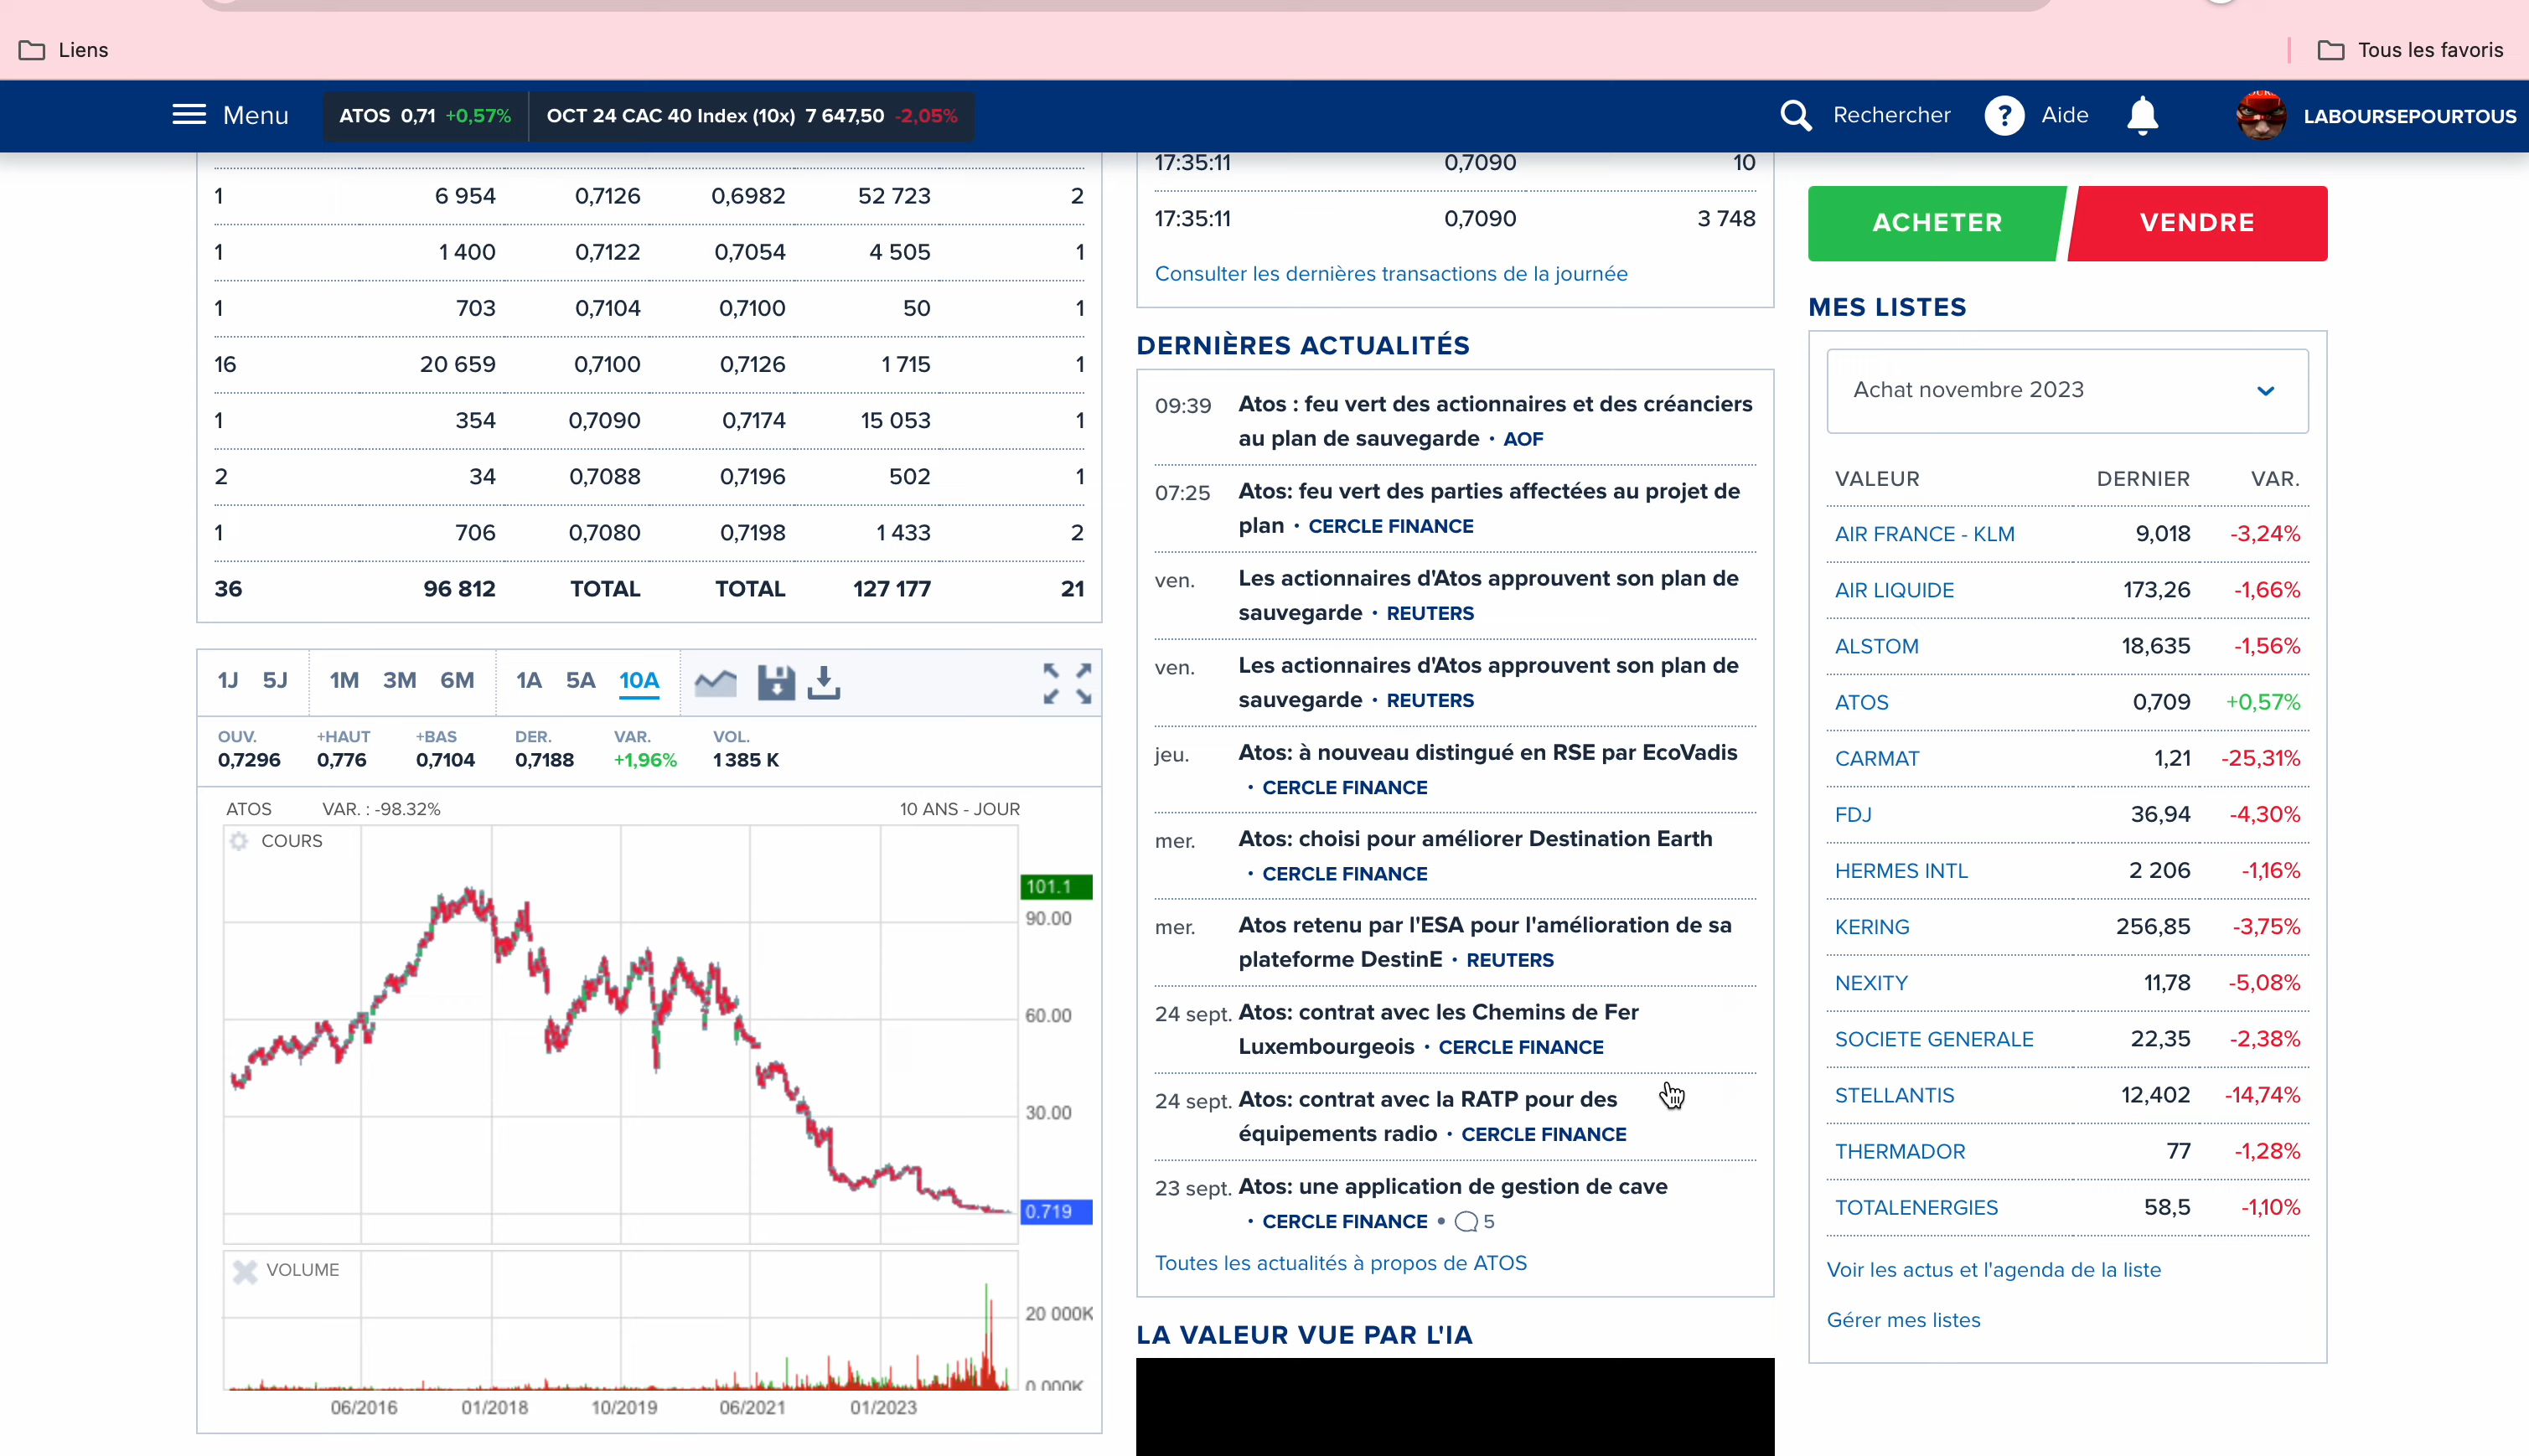 Liens
Tous les favoris
Menu
ATOS 0,71 +0,57%
OCT 24 CAC 40 Index (10x) 7 647,50 -2,05%
Rechercher
? Aide
LABOURSEPOURTOUS
1 6 954 0,7126 0,6982 52 723 2
1 1 400 0,7122 0,7054 4 505 1
1 703 0,7104 0,7100 50 1
16 20 659 0,7100 0,7126 1 715 1
1 354 0,7090 0,7174 15 053 1
2 34 0,7088 0,7196 502 1
1 706 0,7080 0,7198 1 433 2
36 96 812 TOTAL TOTAL 127 177 21
1J 5J 1M 3M 6M 1A 5A 10A
OUV. +HAUT +BAS DER. VAR. VOL.
0,7296 0,776 0,7104 0,7188 +1,96% 1 385 K
ATOS VAR. : -98.32% 10 ANS - JOUR
COURS
101.1
90.00
60.00
30.00
0.719
VOLUME
20 000K
0.000K
06/2016 01/2018 10/2019 06/2021 01/2023
17:35:11 0,7090 10
17:35:11 0,7090 3 748
Consulter les dernières transactions de la journée
DERNIÈRES ACTUALITÉS
09:39 Atos : feu vert des actionnaires et des créanciers
au plan de sauvegarde • AOF
07:25 Atos: feu vert des parties affectées au projet de
plan • CERCLE FINANCE
ven. Les actionnaires d'Atos approuvent son plan de
sauvegarde • REUTERS
ven. Les actionnaires d'Atos approuvent son plan de
sauvegarde • REUTERS
jeu. Atos: à nouveau distingué en RSE par EcoVadis
• CERCLE FINANCE
mer. Atos: choisi pour améliorer Destination Earth
• CERCLE FINANCE
mer. Atos retenu par l'ESA pour l'amélioration de sa
plateforme DestinE • REUTERS
24 sept. Atos: contrat avec les Chemins de Fer
Luxembourgeois • CERCLE FINANCE
24 sept. Atos: contrat avec la RATP pour des
équipements radio • CERCLE FINANCE
23 sept. Atos: une application de gestion de cave
• CERCLE FINANCE • 5
Toutes les actualités à propos de ATOS
LA VALEUR VUE PAR L'IA
ACHETER VENDRE
MES LISTES
Achat novembre 2023
VALEUR DERNIER VAR.
AIR FRANCE - KLM 9,018 -3,24%
AIR LIQUIDE 173,26 -1,66%
ALSTOM 18,635 -1,56%
ATOS 0,709 +0,57%
CARMAT 1,21 -25,31%
FDJ 36,94 -4,30%
HERMES INTL 2 206 -1,16%
KERING 256,85 -3,75%
NEXITY 11,78 -5,08%
SOCIETE GENERALE 22,35 -2,38%
STELLANTIS 12,402 -14,74%
THERMADOR 77 -1,28%
TOTALENERGIES 58,5 -1,10%
Voir les actus et l'agenda de la liste
Gérer mes listes